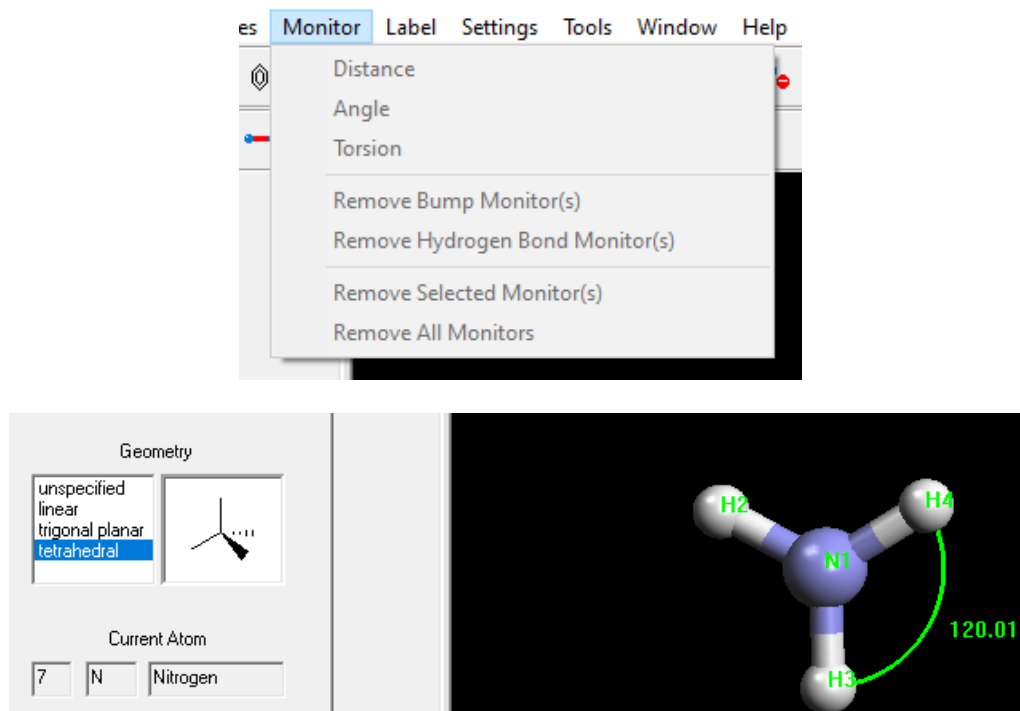 es Monitor Label Settings Tools Window Help
Distance
Angle
Torsion
Remove Bump Monitor(s)
Remove Hydrogen Bond Monitor(s)
Remove Selected Monitor(s)
Remove All Monitors
Geometry
unspecified
linear
trigonal planar
tetrahedral
Current Atom
7 N Nitrogen
H2 H4
N1
120.01
H3